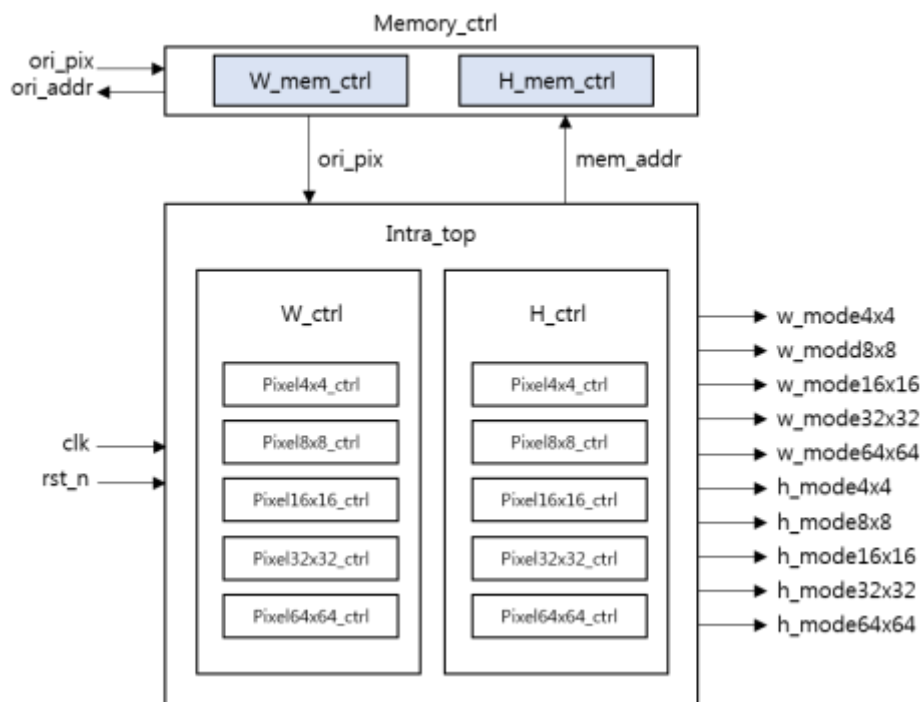 Memory_ctrl
ori_pix
ori_addr
W_mem_ctrl
H_mem_ctrl
ori_pix
mem_addr
Intra_top
W_ctrl
H_ctrl
Pixel4x4_ctrl
Pixel8x8_ctrl
Pixel16x16_ctrl
Pixel32x32_ctrl
Pixel64x64_ctrl
Pixel4x4_ctrl
Pixel8x8_ctrl
Pixel16x16_ctrl
Pixel32x32_ctrl
Pixel64x64_ctrl
clk
rst_n
w_mode4x4
w_modd8x8
w_mode16x16
w_mode32x32
w_mode64x64
h_mode4x4
h_mode8x8
h_mode16x16
h_mode32x32
h_mode64x64